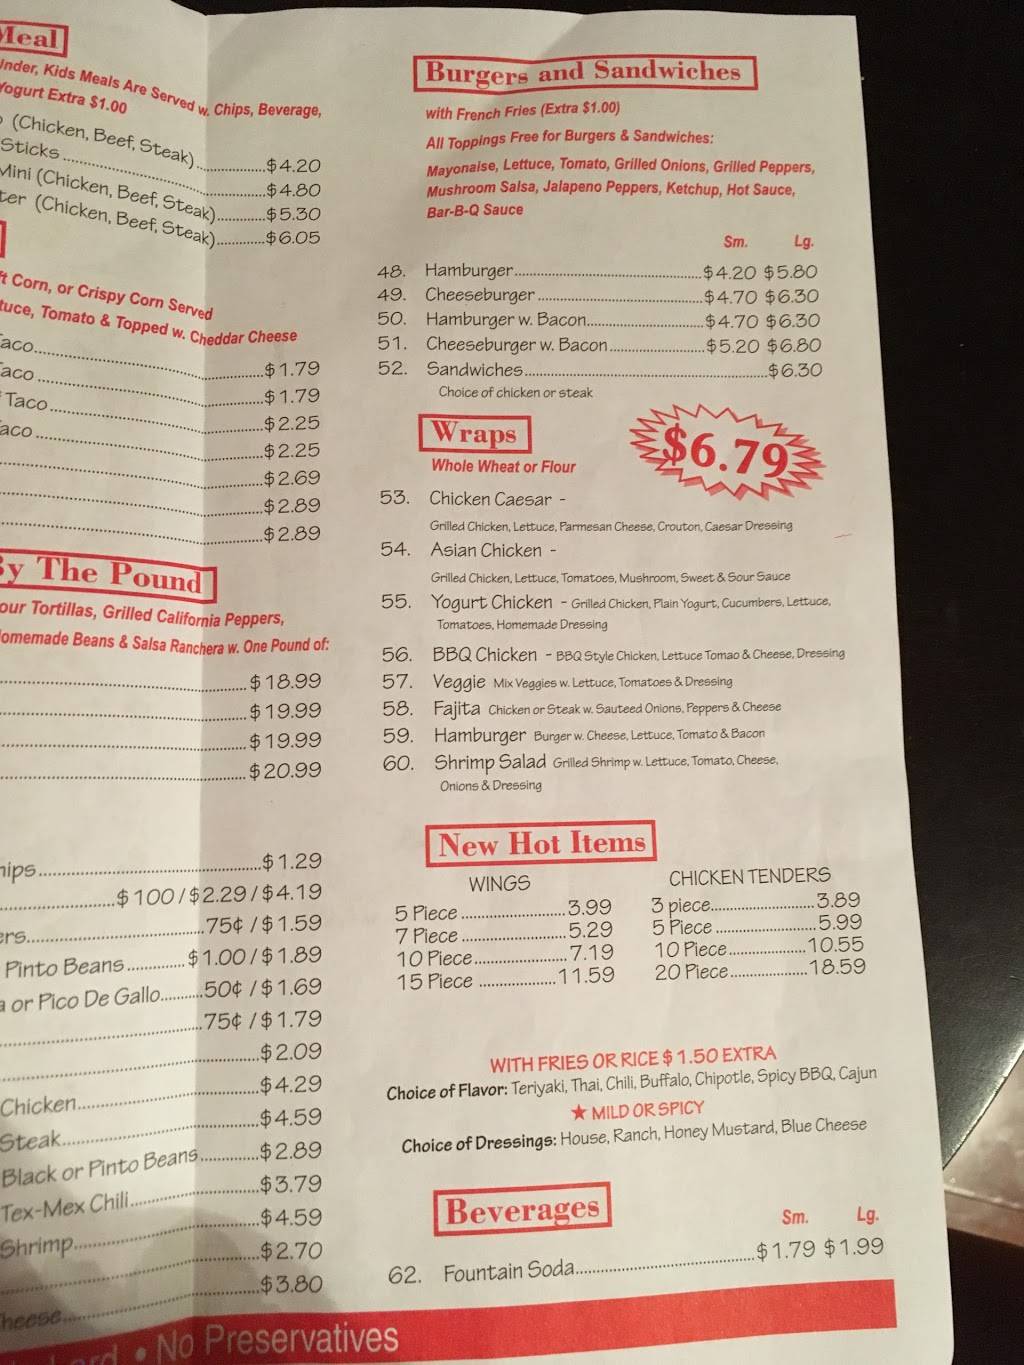 Meal
Under, Kids Meals Are Served w. Chips, Beverage,
Yogurt Extra $1.00
(Chicken, Beef, Steak)..............$4.20
Sticks..............$4.80
Mini (Chicken, Beef, Steak)............$5.30
(Chicken, Beef, Steak)............$6.05
Corn, or Crispy Corn Served
Tomato & Topped w. Cheddar Cheese
$1.79
$1.79
Taco..............$2.25
$2.25
$2.69
$2.89
$2.89
By The Pound
Tortillas, Grilled California Peppers,
Homemade Beans & Salsa Ranchera w. One Pound of:
$18.99
$19.99
$19.99
$20.99
$1.29
$100/$2.29/$4.19
75¢/$1.59
Pinto Beans............$1.00/$1.89
or Pico De Gallo..........50¢/$1.69
75¢/$1.79
$2.09
Chicken..............$4.29
Steak..............$4.59
Black or Pinto Beans............$2.89
Tex-Mex Chili..............$3.79
Shrimp..............$4.59
$2.70
$3.80
• No Preservatives
Burgers and Sandwiches
with French Fries (Extra $1.00)
All Toppings Free for Burgers & Sandwiches:
Mayonaise, Lettuce, Tomato, Grilled Onions, Grilled Peppers,
Mushroom Salsa, Jalapeno Peppers, Ketchup, Hot Sauce,
Bar-B-Q Sauce
Sm. Lg.
48. Hamburger..............$4.20 $5.80
49. Cheeseburger..............$4.70 $6.30
50. Hamburger w. Bacon..............$4.70 $6.30
51. Cheeseburger w. Bacon..............$5.20 $6.80
52. Sandwiches..............$6.30
Choice of chicken or steak
Wraps
$6.79
Whole Wheat or Flour
53. Chicken Caesar -
Grilled Chicken, Lettuce, Parmesan Cheese, Crouton, Caesar Dressing
54. Asian Chicken -
Grilled Chicken, Lettuce, Tomatoes, Mushroom, Sweet & Sour Sauce
55. Yogurt Chicken - Grilled Chicken, Plain Yogurt, Cucumbers, Lettuce,
Tomatoes, Homemade Dressing
56. BBQ Chicken - BBQ Style Chicken, Lettuce Tomao & Cheese, Dressing
57. Veggie Mix Veggies w. Lettuce, Tomatoes & Dressing
58. Fajita Chicken or Steak w. Sauteed Onions, Peppers & Cheese
59. Hamburger Burger w. Cheese, Lettuce, Tomato & Bacon
60. Shrimp Salad Grilled Shrimp w. Lettuce, Tomato, Cheese,
Onions & Dressing
New Hot Items
WINGS
5 Piece..............3.99
7 Piece..............5.29
10 Piece..............7.19
15 Piece..............11.59
CHICKEN TENDERS
3 piece..............3.89
5 Piece..............5.99
10 Piece..............10.55
20 Piece..............18.59
WITH FRIES OR RICE $1.50 EXTRA
Choice of Flavor: Teriyaki, Thai, Chili, Buffalo, Chipotle, Spicy BBQ, Cajun
★ MILD OR SPICY
Choice of Dressings: House, Ranch, Honey Mustard, Blue Cheese
Beverages
Sm. Lg.
62. Fountain Soda..............$1.79 $1.99